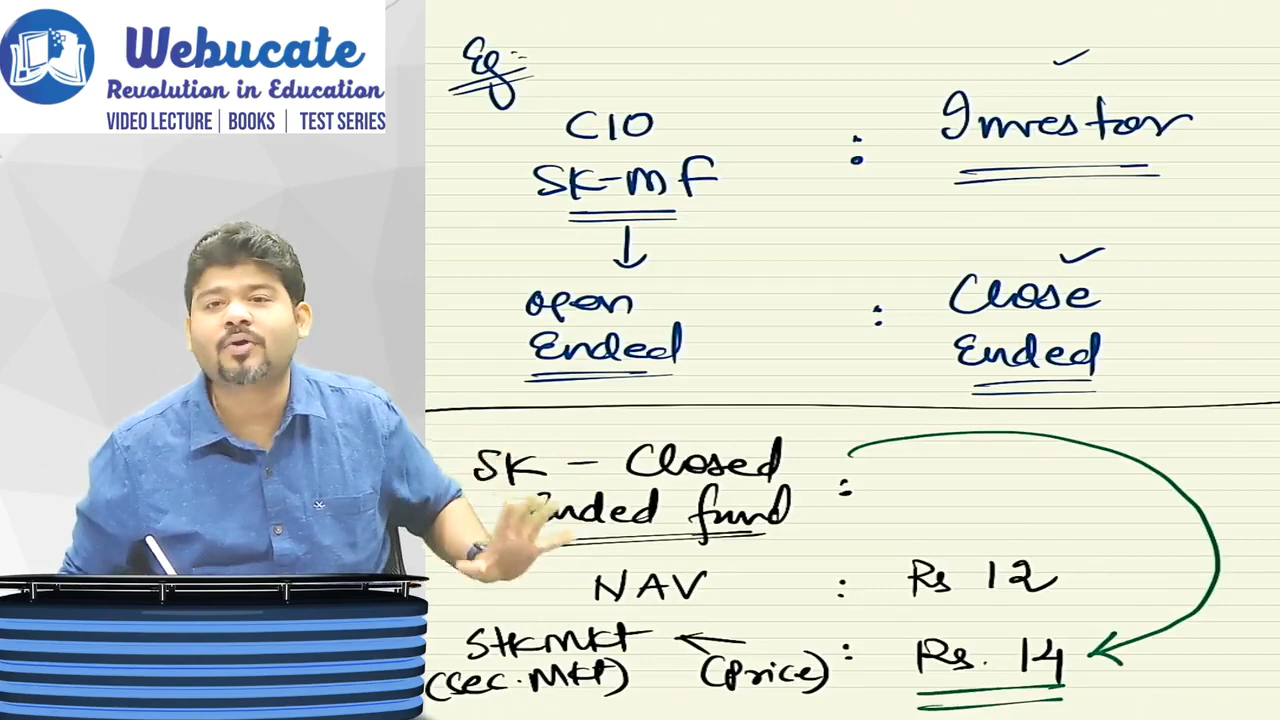 Webucate
Revolution in Education
VIDEO LECTURE | BOOKS | TEST SERIES
Eg:-
CIO : Investor
SK-MF
open : Close
Ended Ended
SK - Closed :
Ended fund
NAV : Rs 12
StkMkt : Rs. 14
(Sec. Mkt) (Price)